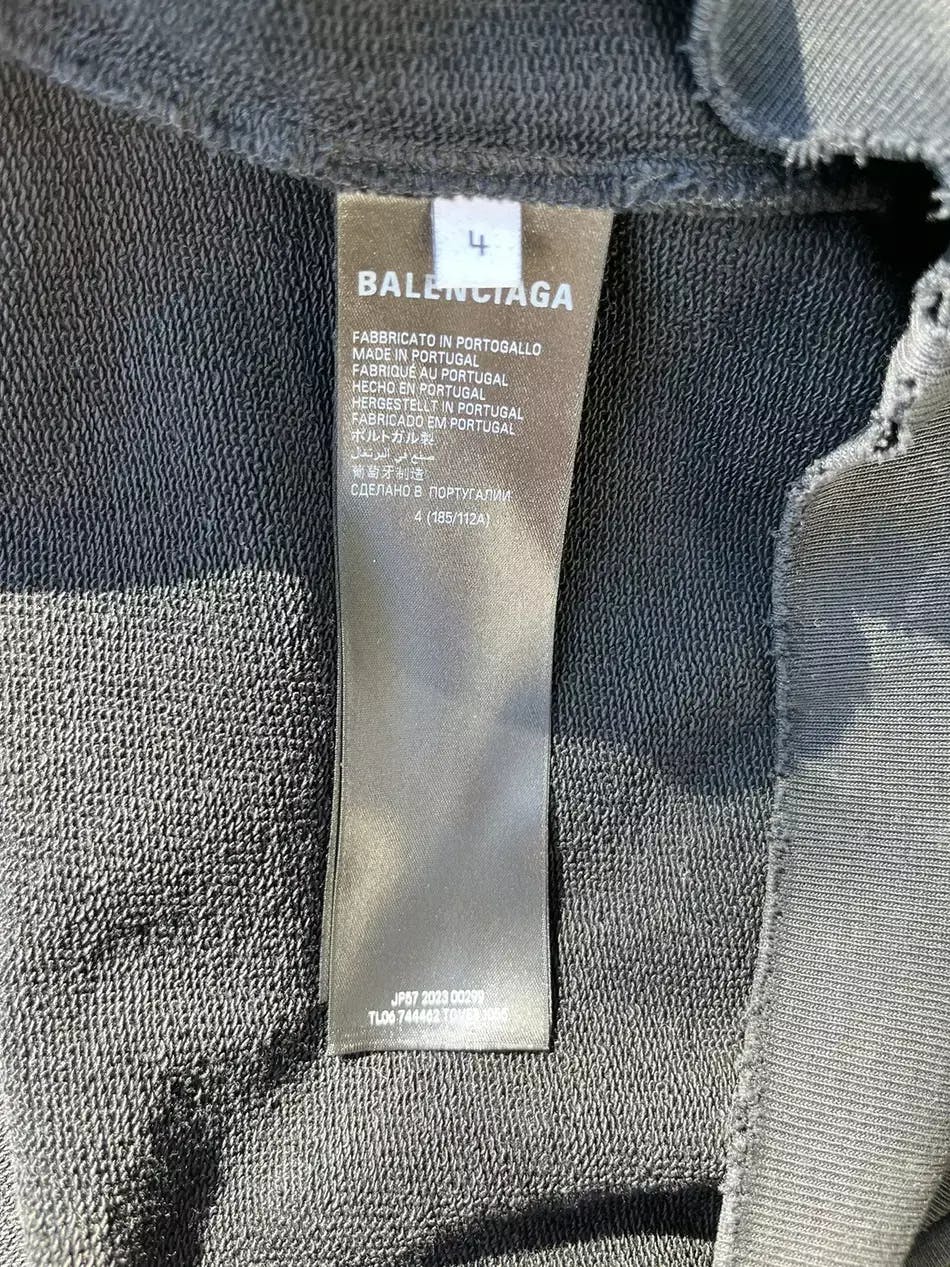 4
BALENCIAGA
FABBRICATO IN PORTOGALLO
MADE IN PORTUGAL
FABRIQUÉ AU PORTUGAL
HECHO EN PORTUGAL
HERGESTELLT IN PORTUGAL
FABRICADO EM PORTUGAL
ポルトガル製
صنع في البرتغال
葡萄牙制造
СДЕЛАНО В ПОРТУГАЛИИ
4 (185/112A)
JP57 2023 00299
TL06 744462